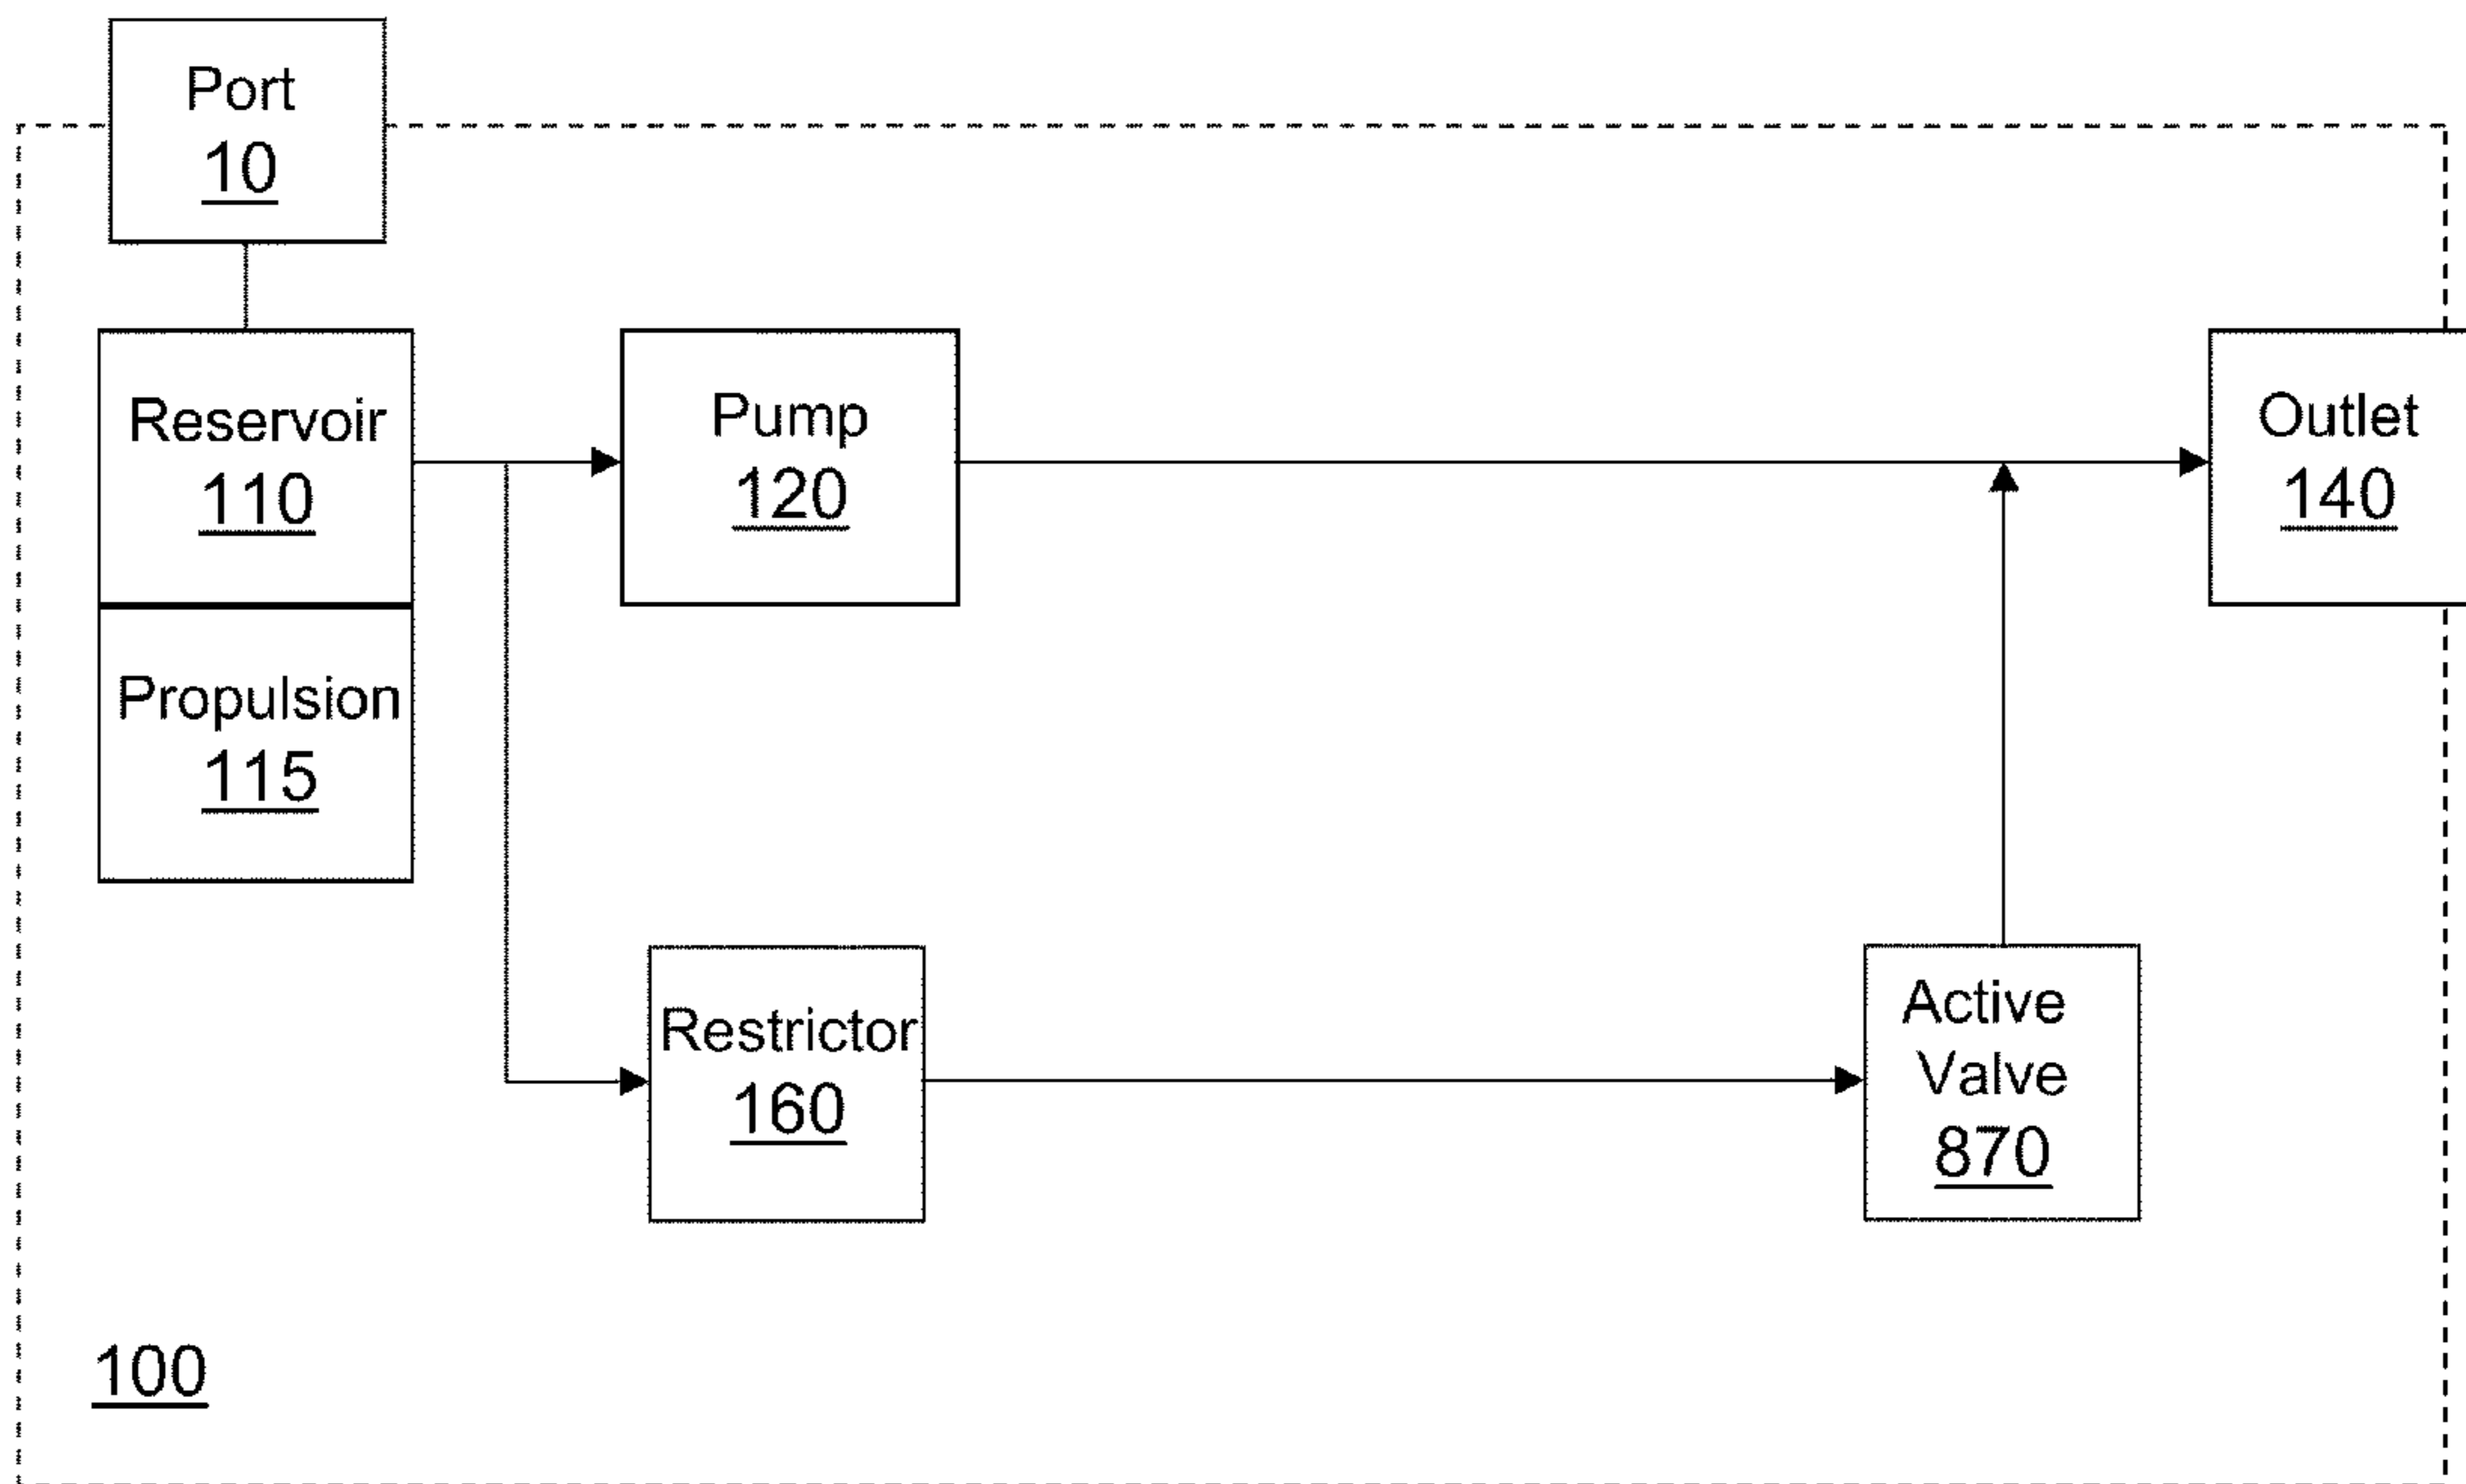 Port
10
Reservoir
110
Pump
120
Outlet
140
Propulsion
115
Restrictor
160
Active
Valve
870
100